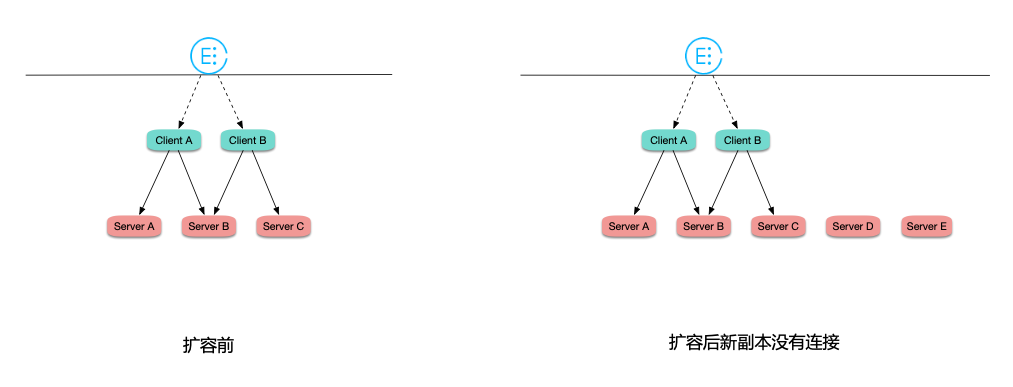 E
Client A
Client B
Server A
Server B
Server C
扩容前
E
Client A
Client B
Server A
Server B
Server C
Server D
Server E
扩容后新副本没有连接